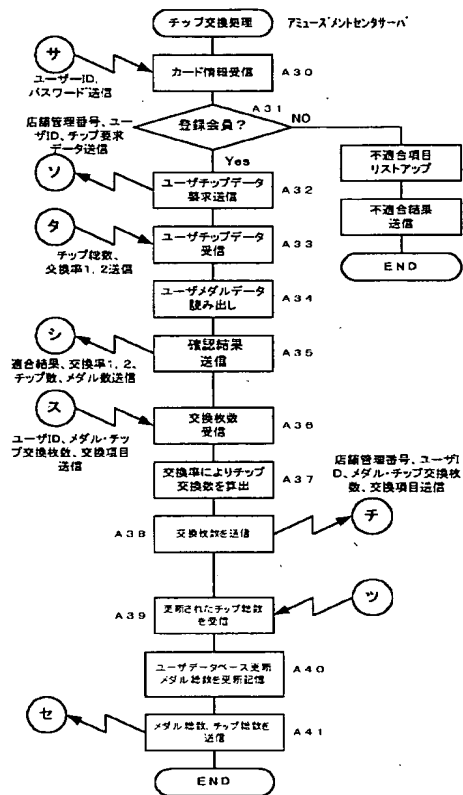 チップ交換処理
アミューズメントセンタサーバ
サ
ユーザーID、
パスワード送信
カード情報受信
A30
A31
登録会員?
NO
Yes
店舗管理番号、ユー
ザID、チップ要求
データ送信
不適合項目
リストアップ
不適合結果
送信
END
ソ
ユーザチップデータ
要求送信
A32
タ
チップ総数、
交換率1,2送信
ユーザチップデータ
受信
A33
ユーザメダルデータ
読み出し
A34
シ
適合結果、交換率1、2、
チップ数、メダル数送信
確認結果
送信
A35
ス
ユーザID、メダル・チッ
プ交換枚数、交換項目
送信
交換枚数
受信
A36
交換率によりチップ
交換数を算出
A37
店舗管理番号、ユーザI
D、メダル・チップ交換枚
数、交換項目送信
A38
交換枚数を送信
チ
A39
更新されたチップ総数
を受信
ツ
ユーザデータベース更新
メダル総数を更新記憶
A40
セ
メダル総数、チップ総数を
送信
A41
END